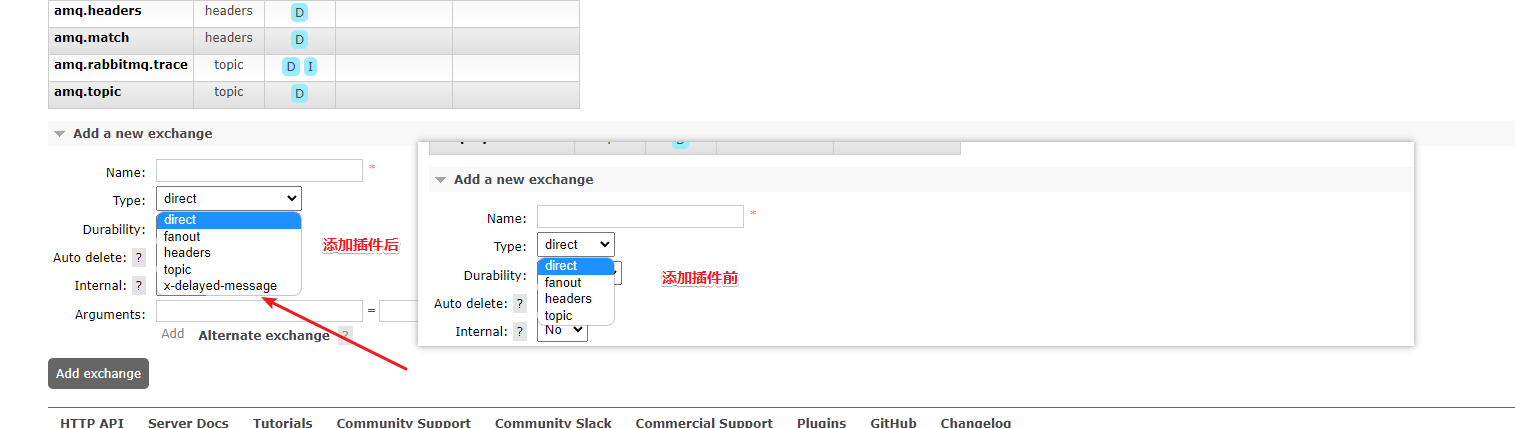 amq.headers headers D
amq.match headers D
amq.rabbitmq.trace topic D I
amq.topic topic D
Add a new exchange
Name: *
Type: direct
direct
Durability: fanout
headers
Auto delete: ? topic
Internal: ? x-delayed-message
Arguments: =
Add Alternate exchange ?
Add exchange
添加插件后
Add a new exchange
Name: *
Type: direct
direct
Durability: fanout
Auto delete: ? headers
topic
Internal: ? No
添加插件前
HTTP API Server Docs Tutorials Community Support Community Slack Commercial Support Plugins GitHub Changelog